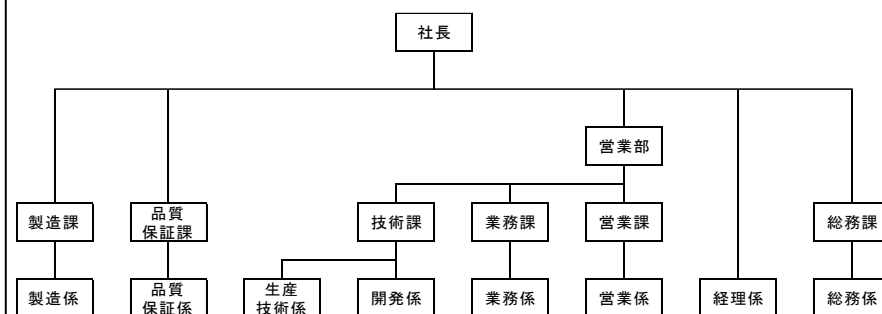 社長
営業部
製造課
品質
保証課
技術課
業務課
営業課
総務課
製造係
品質
保証係
生産
技術係
開発係
業務係
営業係
経理係
総務係